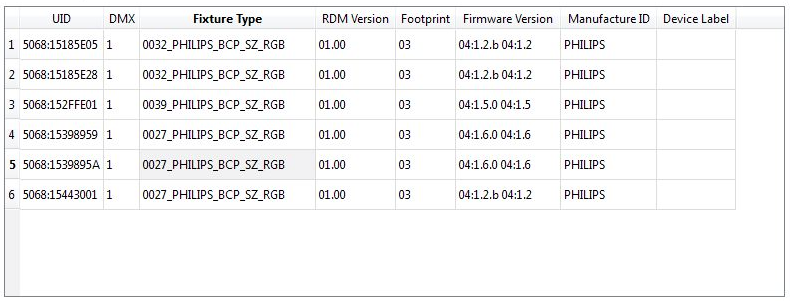 UID DMX Fixture Type RDM Version Footprint Firmware Version Manufacture ID Device Label
1 5068:15185E05 1 0032_PHILIPS_BCP_SZ_RGB 01.00 03 04:1.2.b 04:1.2 PHILIPS
2 5068:15185E28 1 0032_PHILIPS_BCP_SZ_RGB 01.00 03 04:1.2.b 04:1.2 PHILIPS
3 5068:152FFE01 1 0039_PHILIPS_BCP_SZ_RGB 01.00 03 04:1.5.0 04:1.5 PHILIPS
4 5068:15398959 1 0027_PHILIPS_BCP_SZ_RGB 01.00 03 04:1.6.0 04:1.6 PHILIPS
5 5068:1539895A 1 0027_PHILIPS_BCP_SZ_RGB 01.00 03 04:1.6.0 04:1.6 PHILIPS
6 5068:15443001 1 0027_PHILIPS_BCP_SZ_RGB 01.00 03 04:1.2.b 04:1.2 PHILIPS